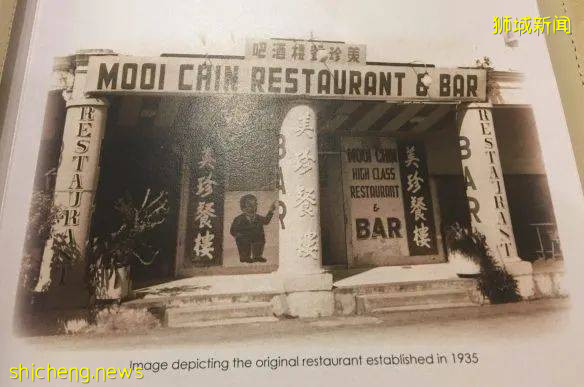 狮城新闻
美珍餐樓酒吧
MOOI CHIN RESTAURANT & BAR
RESTAURANT
美珍餐樓
BAR
美珍餐樓
MOOI CHIN
HIGH CLASS
RESTAURANT
&
BAR
美珍餐樓
BAR
RESTAURANT
Image depicting the original restaurant established in 1935
shicheng.news